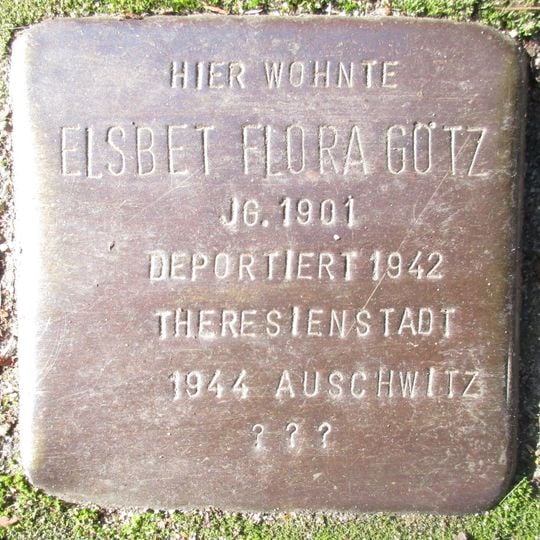 HIER WOHNTE
ELSBET FLORA GÖTZ
JG. 1901
DEPORTIERT 1942
THERESIENSTADT
1944 AUSCHWITZ
? ? ?